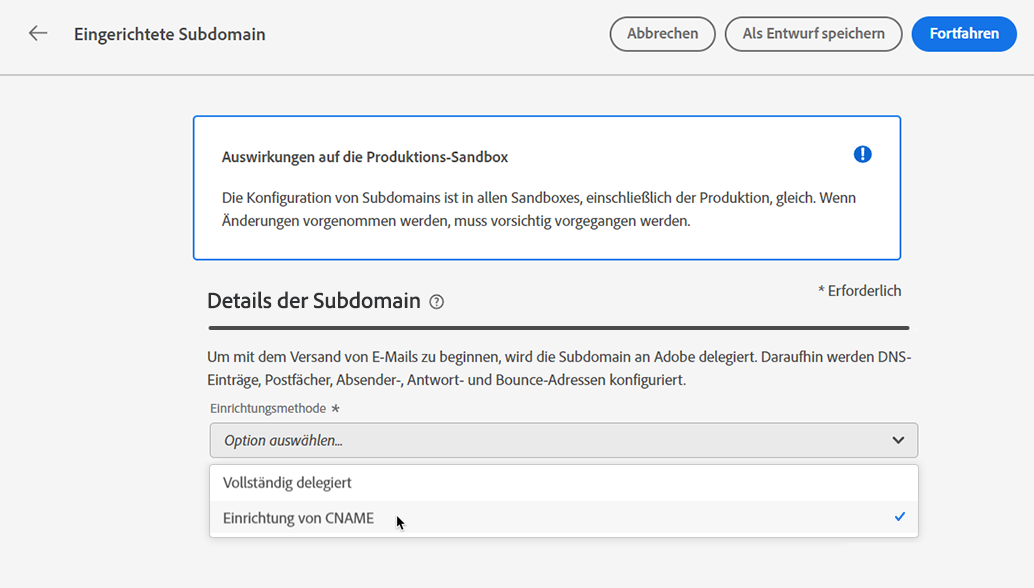 Eingerichtete Subdomain
Abbrechen
Als Entwurf speichern
Fortfahren
Auswirkungen auf die Produktions-Sandbox
Die Konfiguration von Subdomains ist in allen Sandboxes, einschließlich der Produktion, gleich. Wenn
Änderungen vorgenommen werden, muss vorsichtig vorgegangen werden.
* Erforderlich
Details der Subdomain
Um mit dem Versand von E-Mails zu beginnen, wird die Subdomain an Adobe delegiert. Daraufhin werden DNS-
Einträge, Postfächer, Absender-, Antwort- und Bounce-Adressen konfiguriert.
Einrichtungsmethode *
Option auswählen...
Vollständig delegiert
Einrichtung von CNAME